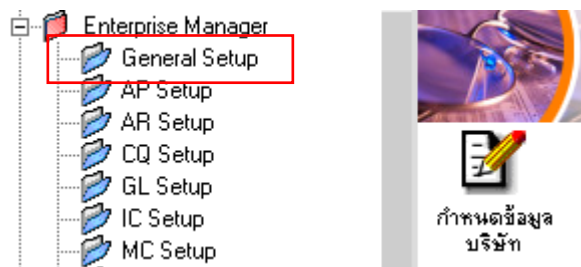 Enterprise Manager
General Setup
AP Setup
AR Setup
CQ Setup
GL Setup
IC Setup
MC Setup
กำหนดข้อมูล
บริษัท